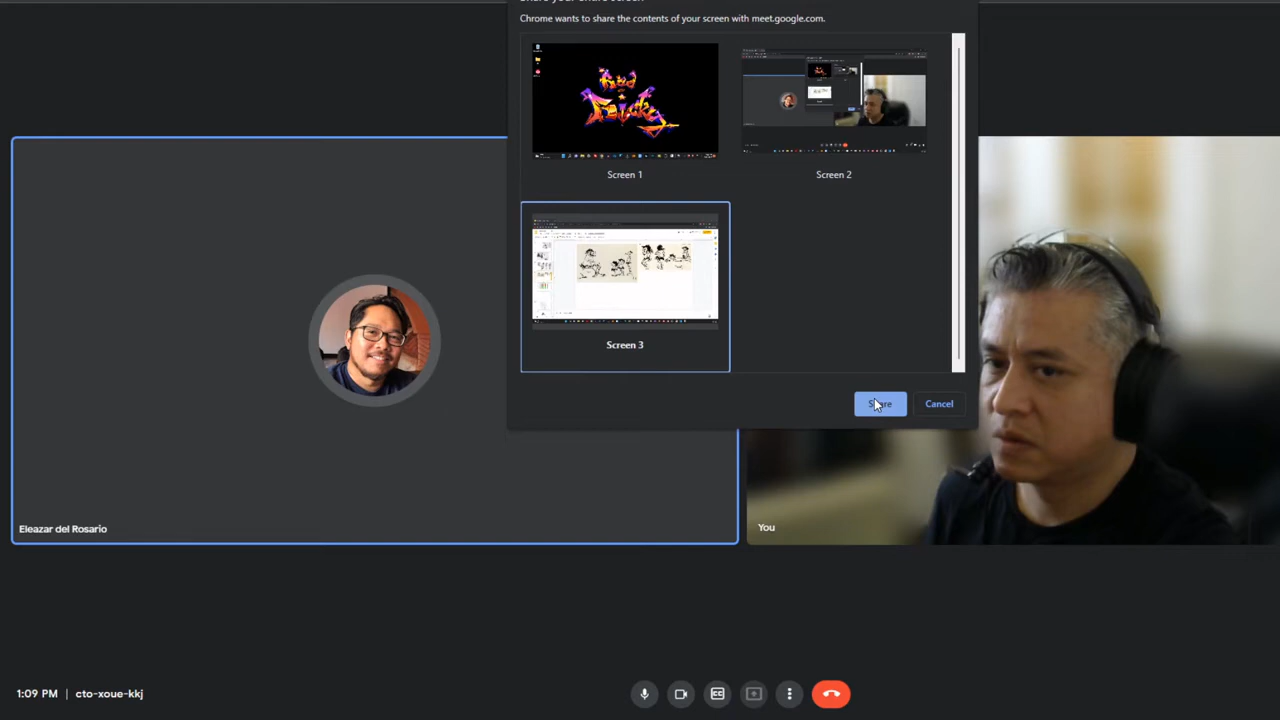 Chrome wants to share the contents of your screen with meet.google.com.
Screen 1
Screen 2
Screen 3
Share
Cancel
Eleazar del Rosario
You
1:09 PM | cto-xoue-kkj